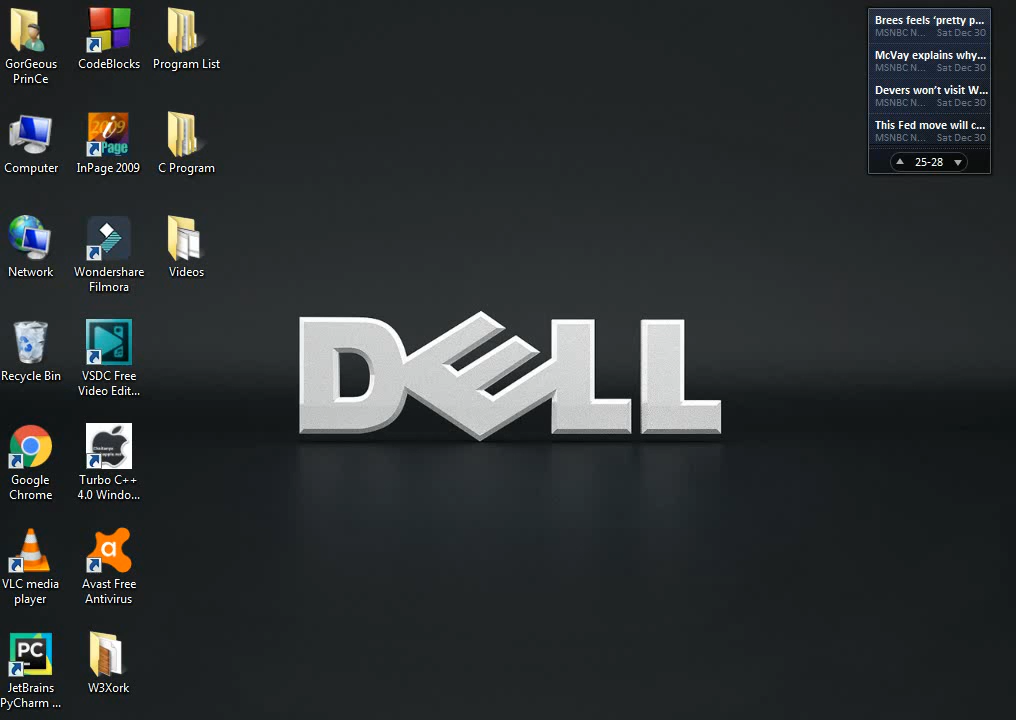 GorGeous
PrinCe
CodeBlocks
Program List
Computer
InPage 2009
C Program
Network
Wondershare
Filmora
Videos
Recycle Bin
VSDC Free
Video Edit...
Google
Chrome
Turbo C++
4.0 Windo...
VLC media
player
Avast Free
Antivirus
JetBrains
PyCharm ...
W3Xork
2009
Page
PC
a
DELL
Brees feels ‘pretty p...
MSNBC N... Sat Dec 30
McVay explains why...
MSNBC N... Sat Dec 30
Devers won’t visit W...
MSNBC N... Sat Dec 30
This Fed move will c...
MSNBC N... Sat Dec 30
25-28